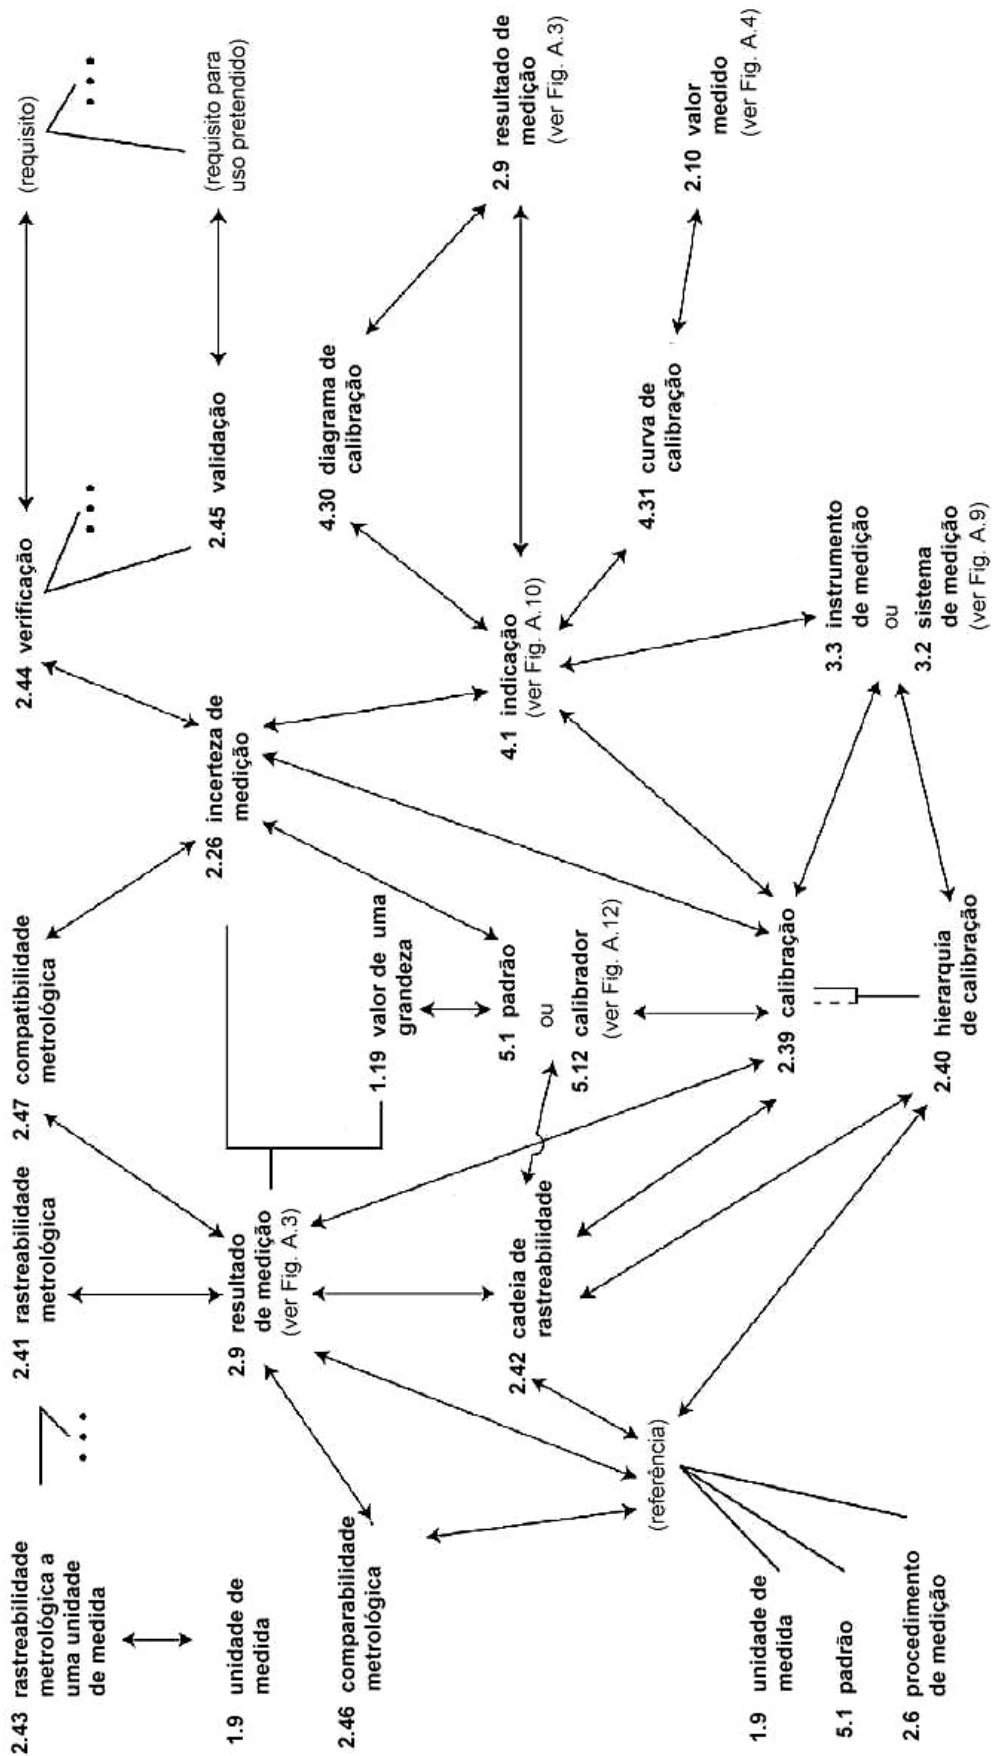 2.43 rastreabilidade
metrológica a
uma unidade
de medida
2.41 rastreabilidade
metrológica
2.47 compatibilidade
metrológica
2.44 verificação
(requisito)
1.9 unidade de
medida
2.9 resultado
de medição
(ver Fig. A.3)
2.26 incerteza de
medição
2.45 validação
(requisito para
uso pretendido)
2.46 comparabilidade
metrológica
1.19 valor de uma
grandeza
4.30 diagrama de
calibração
2.42 cadeia de
rastreabilidade
5.1 padrão
ou
5.12 calibrador
(ver Fig. A.12)
4.1 indicação
(ver Fig. A.10)
2.9 resultado de
medição
(ver Fig. A.3)
(referência)
4.31 curva de
calibração
2.10 valor
medido
(ver Fig. A.4)
1.9 unidade de
medida
5.1 padrão
2.6 procedimento
de medição
2.39 calibração
2.40 hierarquia
de calibração
3.3 instrumento
de medição
ou
3.2 sistema
de medição
(ver Fig. A.9)